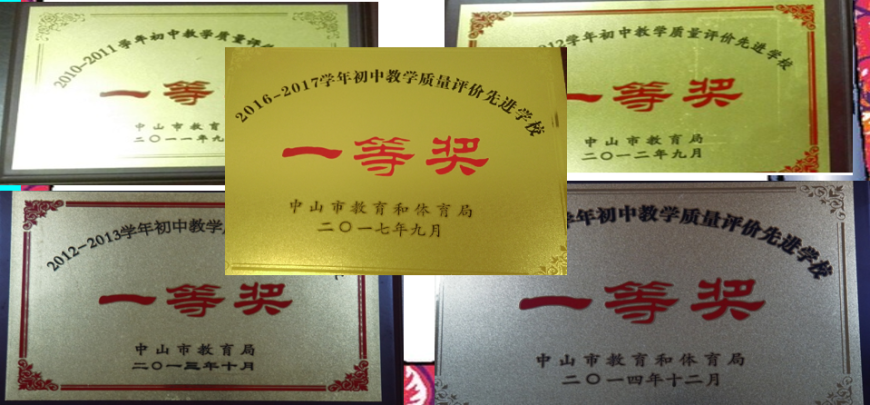 2010-2011学年初中教学质量评
一等
中山市教育
二〇一一年九
2012学年初中教学质量评价先进学校
一等奖
中山市教育局
二〇一二年九月
2016-2017学年初中教学质量评价先进学校
一等奖
中山市教育和体育局
二〇一七年九月
2012-2013学年初中教学
一等奖
中山市教育局
二〇一三年十月
学年初中教学质量评价先进学校
一等奖
中山市教育和体育局
二〇一四年十二月